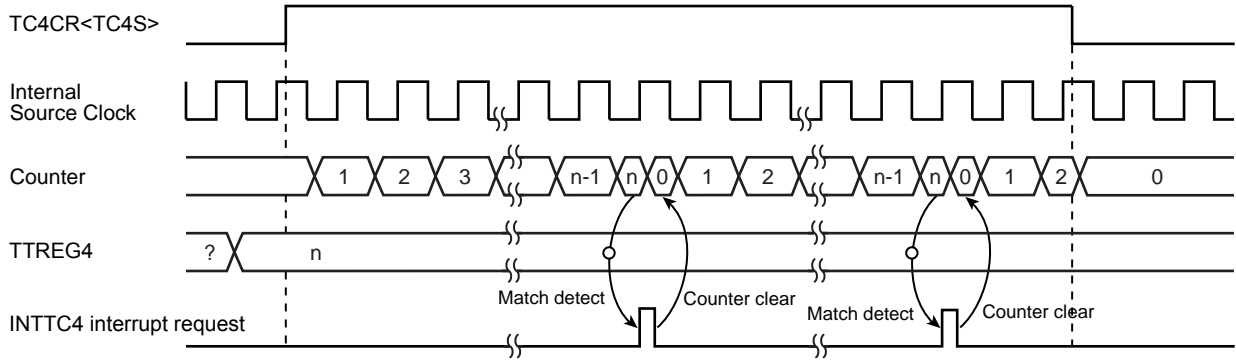 TC4CR<TC4S>
Internal
Source Clock
Counter
1 2 3 n-1 n 0 1 2 n-1 n 0 1 2 0
TTREG4
? n
Match detect Counter clear Match detect Counter clear
INTTC4 interrupt request